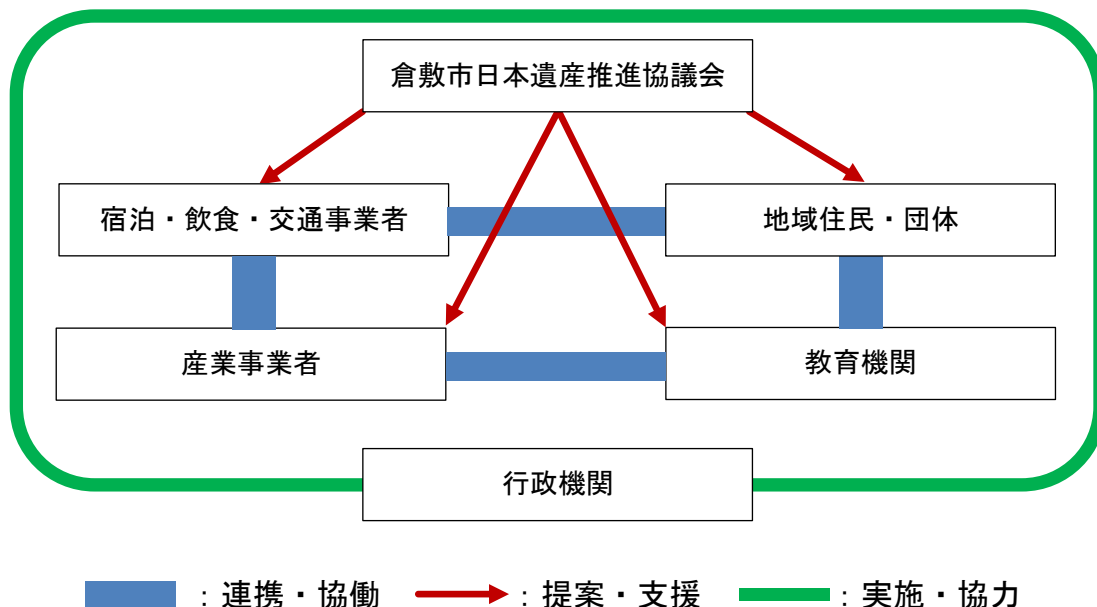 倉敷市日本遺産推進協議会
宿泊・飲食・交通事業者
地域住民・団体
産業事業者
教育機関
行政機関
：連携・協働
：提案・支援
：実施・協力